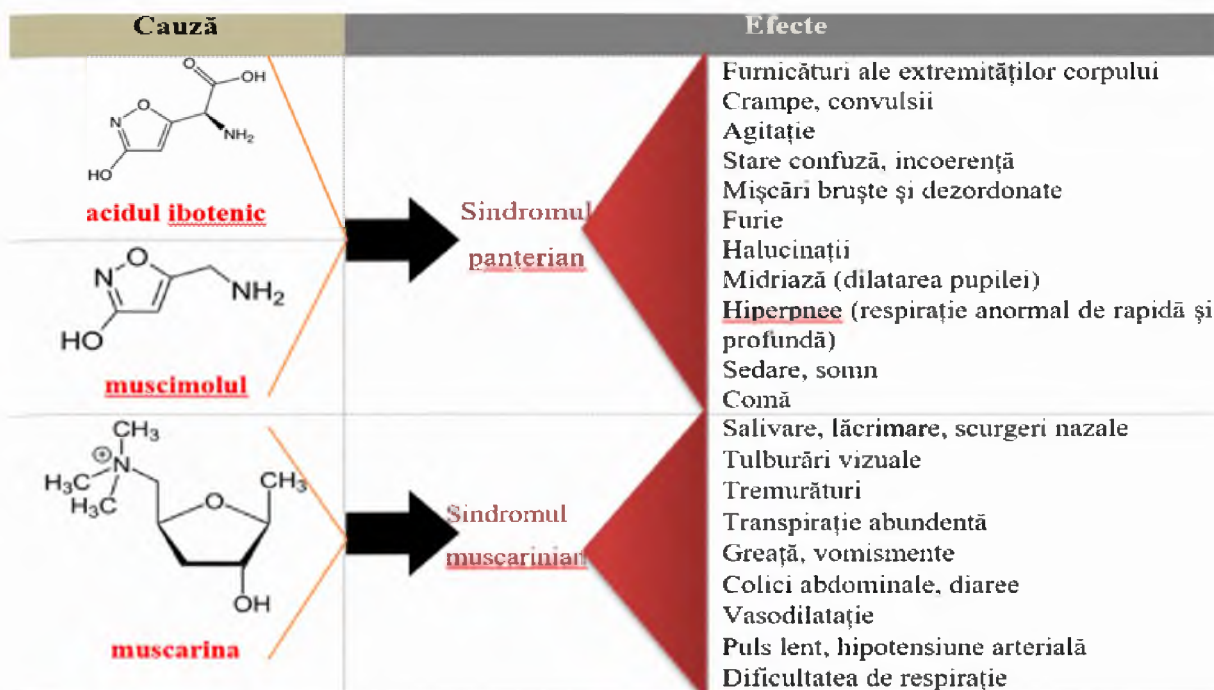 Cauză
Efecte
O
OH
O
N
NH2
HO
acidul ibotenic
O
N
NH2
HO
muscimolul
Sindromul
panțerian
Furnicături ale extremităților corpului
Crampe, convulsii
Agitație
Stare confuză, incoerență
Mișcări bruște și dezordonate
Furie
Halucinații
Midriază (dilatarea pupilei)
Hiperpnee (respirație anormal de rapidă și
profundă)
Sedare, somn
Comă
CH3
N
H3C
H3C
CH3
CH3
O
OH
muscarina
Sindromul
muscarinian
Salivare, lăcrimare, scurgeri nazale
Tulburări vizuale
Tremurături
Transpirație abundentă
Greață, vomismente
Colici abdominale, diaree
Vasodilatație
Puls lent, hipotensiune arterială
Dificultatea de respirație